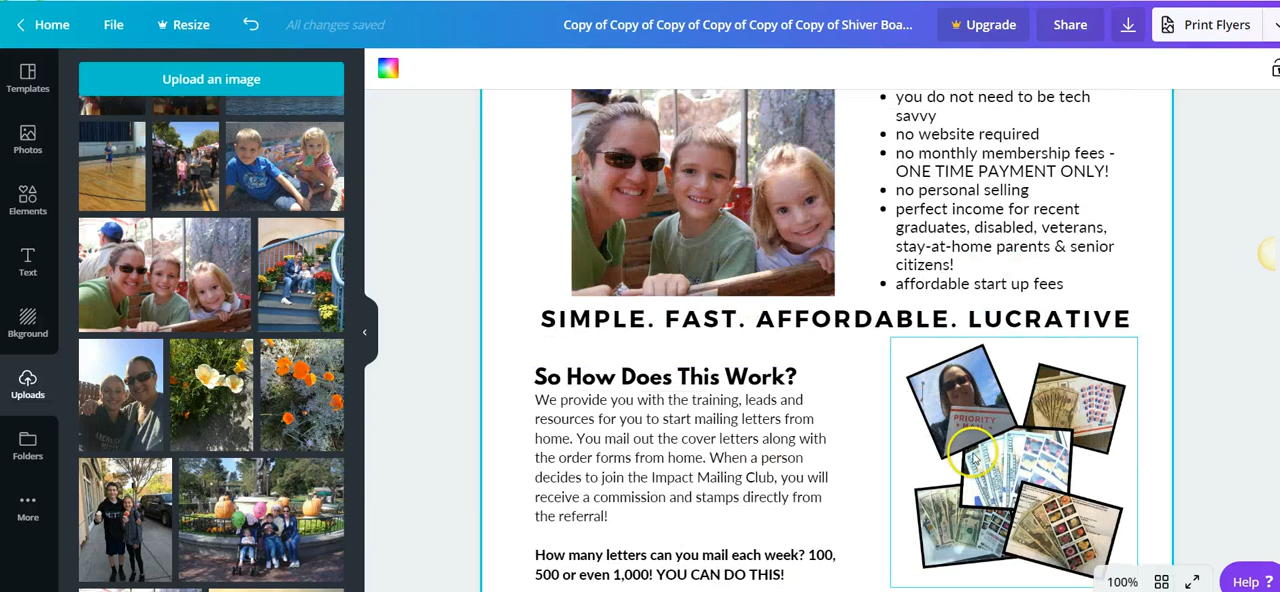 Home File Resize All changes saved Copy of Copy of Copy of Copy of Copy of Copy of Shiver Boa... Upgrade Share Print Flyers
Templates
Photos
Elements
Text
Bkground
Uploads
Folders
More
Upload an image
• you do not need to be tech
savvy
• no website required
• no monthly membership fees -
ONE TIME PAYMENT ONLY!
• no personal selling
• perfect income for recent
graduates, disabled, veterans,
stay-at-home parents & senior
citizens!
• affordable start up fees
SIMPLE. FAST. AFFORDABLE. LUCRATIVE
So How Does This Work?
We provide you with the training, leads and
resources for you to start mailing letters from
home. You mail out the cover letters along with
the order forms from home. When a person
decides to join the Impact Mailing Club, you will
receive a commission and stamps directly from
the referral!
How many letters can you mail each week? 100,
500 or even 1,000! YOU CAN DO THIS!
PRIORITY
MAIL
100%
Help ?